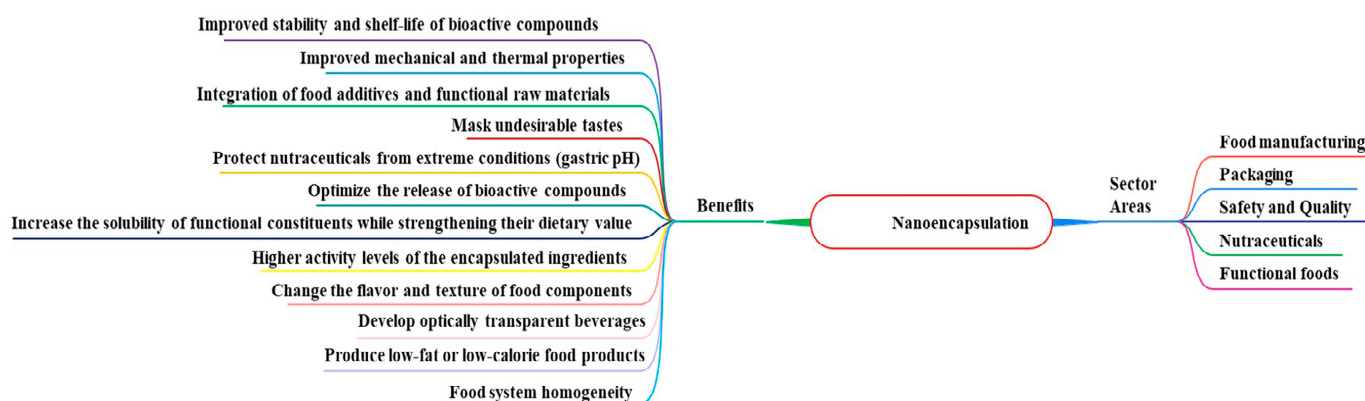 Improved stability and shelf-life of bioactive compounds
Improved mechanical and thermal properties
Integration of food additives and functional raw materials
Mask undesirable tastes
Protect nutraceuticals from extreme conditions (gastric pH)
Optimize the release of bioactive compounds
Increase the solubility of functional constituents while strengthening their dietary value
Higher activity levels of the encapsulated ingredients
Change the flavor and texture of food components
Develop optically transparent beverages
Produce low-fat or low-calorie food products
Food system homogeneity
Benefits
Nanoencapsulation
Sector
Areas
Food manufacturing
Packaging
Safety and Quality
Nutraceuticals
Functional foods